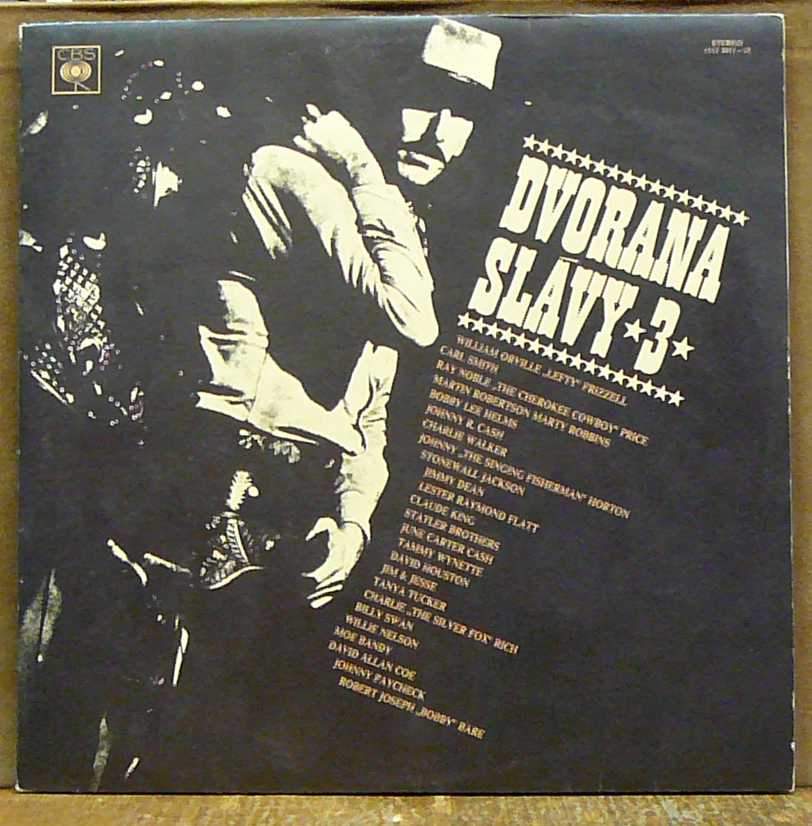 CBS
STEREO
DVORANA
SLÁVY ★ 3 ★
WILLIAM ORVILLE „LEFTY" FRIZZELL
CARL SMITH
RAY NOBLE „THE CHEROKEE COWBOY" PRICE
MARTIN ROBERTSON MARTY ROBBINS
BOBBY LEE HELMS
JOHNNY R. CASH
CHARLIE WALKER
JOHNNY „THE SINGING FISHERMAN" HORTON
STONEWALL JACKSON
JIMMY DEAN
LESTER RAYMOND FLATT
CLAUDE KING
STATLER BROTHERS
JUNE CARTER CASH
TAMMY WYNETTE
DAVID HOUSTON
JIM & JESSE
TANYA TUCKER
CHARLIE „THE SILVER FOX" RICH
BILLY SWAN
WILLIE NELSON
MOE BANDY
DAVID ALLAN COE
JOHNNY PAYCHECK
ROBERT JOSEPH „BOBBY" BARE